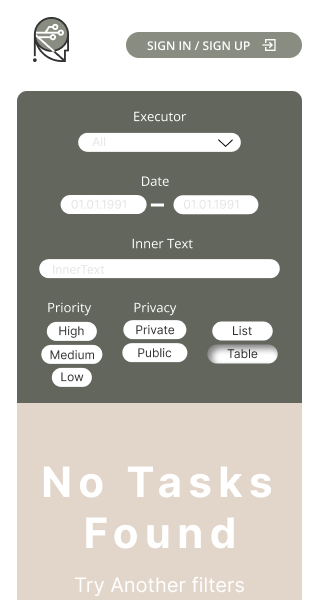 SIGN IN / SIGN UP
Executor
All
Date
01.01.1991 – 01.01.1991
Inner Text
InnerText
Priority Privacy
High Private List
Medium Public Table
Low
No Tasks
Found
Try Another filters